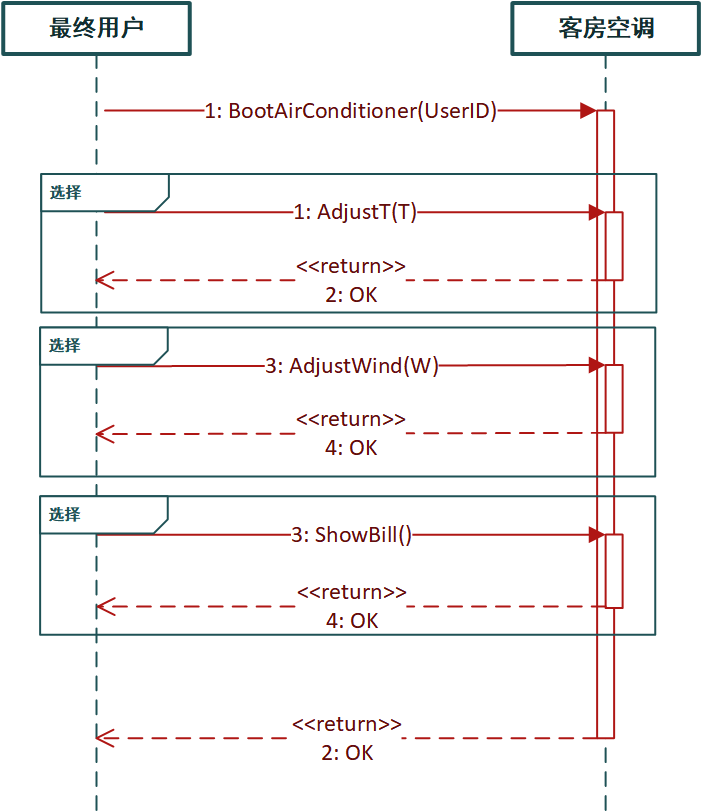 最终用户
客房空调
1: BootAirConditioner(UserID)
选择
1: AdjustT(T)
<<return>>
2: OK
选择
3: AdjustWind(W)
<<return>>
4: OK
选择
3: ShowBill()
<<return>>
4: OK
<<return>>
2: OK